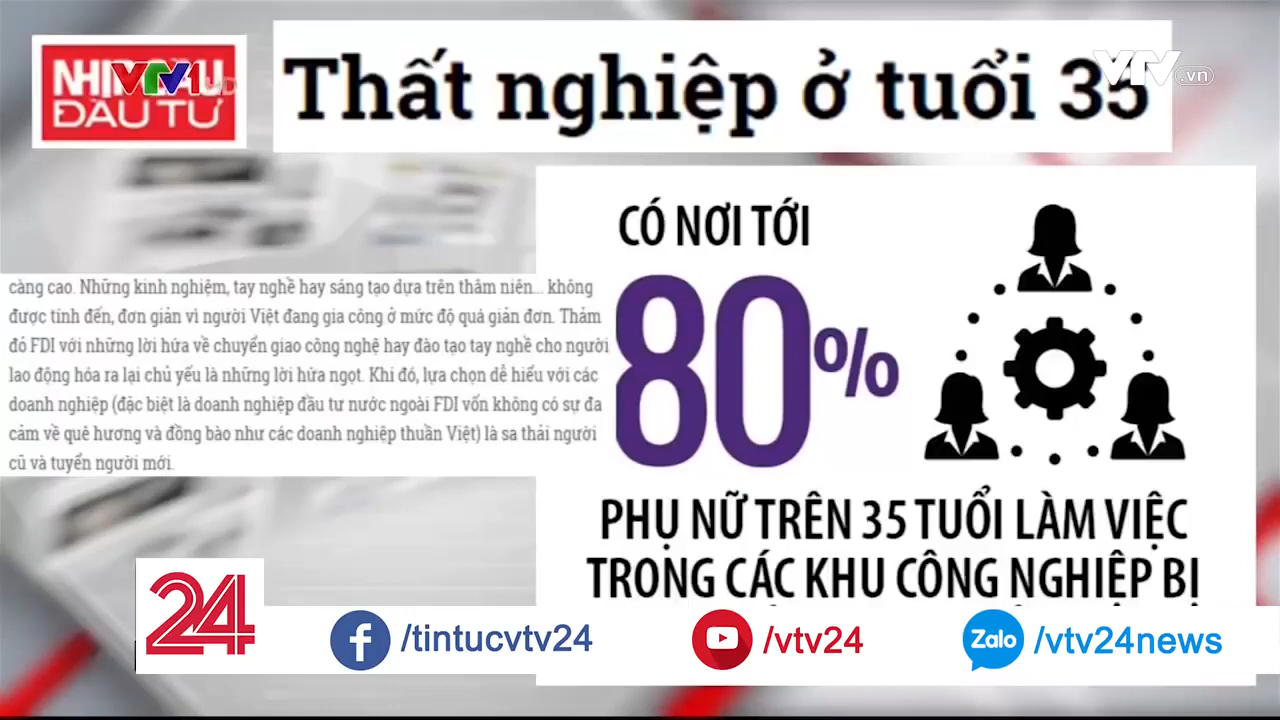 NHỊP CẦU
ĐẦU TƯ
VTV1 HD
Thất nghiệp ở tuổi 35
VTV.vn
CÓ NƠI TỚI
80%
càng cao. Những kinh nghiệm, tay nghề hay sáng tạo dựa trên thâm niên... không
được tính đến, đơn giản vì người Việt đang gia công ở mức độ quá giản đơn. Thảm
đỏ FDI với những lời hứa về chuyển giao công nghệ hay đào tạo tay nghề cho người
lao động hóa ra lại chủ yếu là những lời hứa ngọt. Khi đó, lựa chọn dễ hiểu với các
doanh nghiệp (đặc biệt là doanh nghiệp đầu tư nước ngoài FDI vốn không có sự đa
cảm về quê hương và đồng bào như các doanh nghiệp thuần Việt) là sa thải người
cũ và tuyển người mới.
PHỤ NỮ TRÊN 35 TUỔI LÀM VIỆC
TRONG CÁC KHU CÔNG NGHIỆP BỊ
24
/tintucvtv24
/vtv24
Zalo /vtv24news